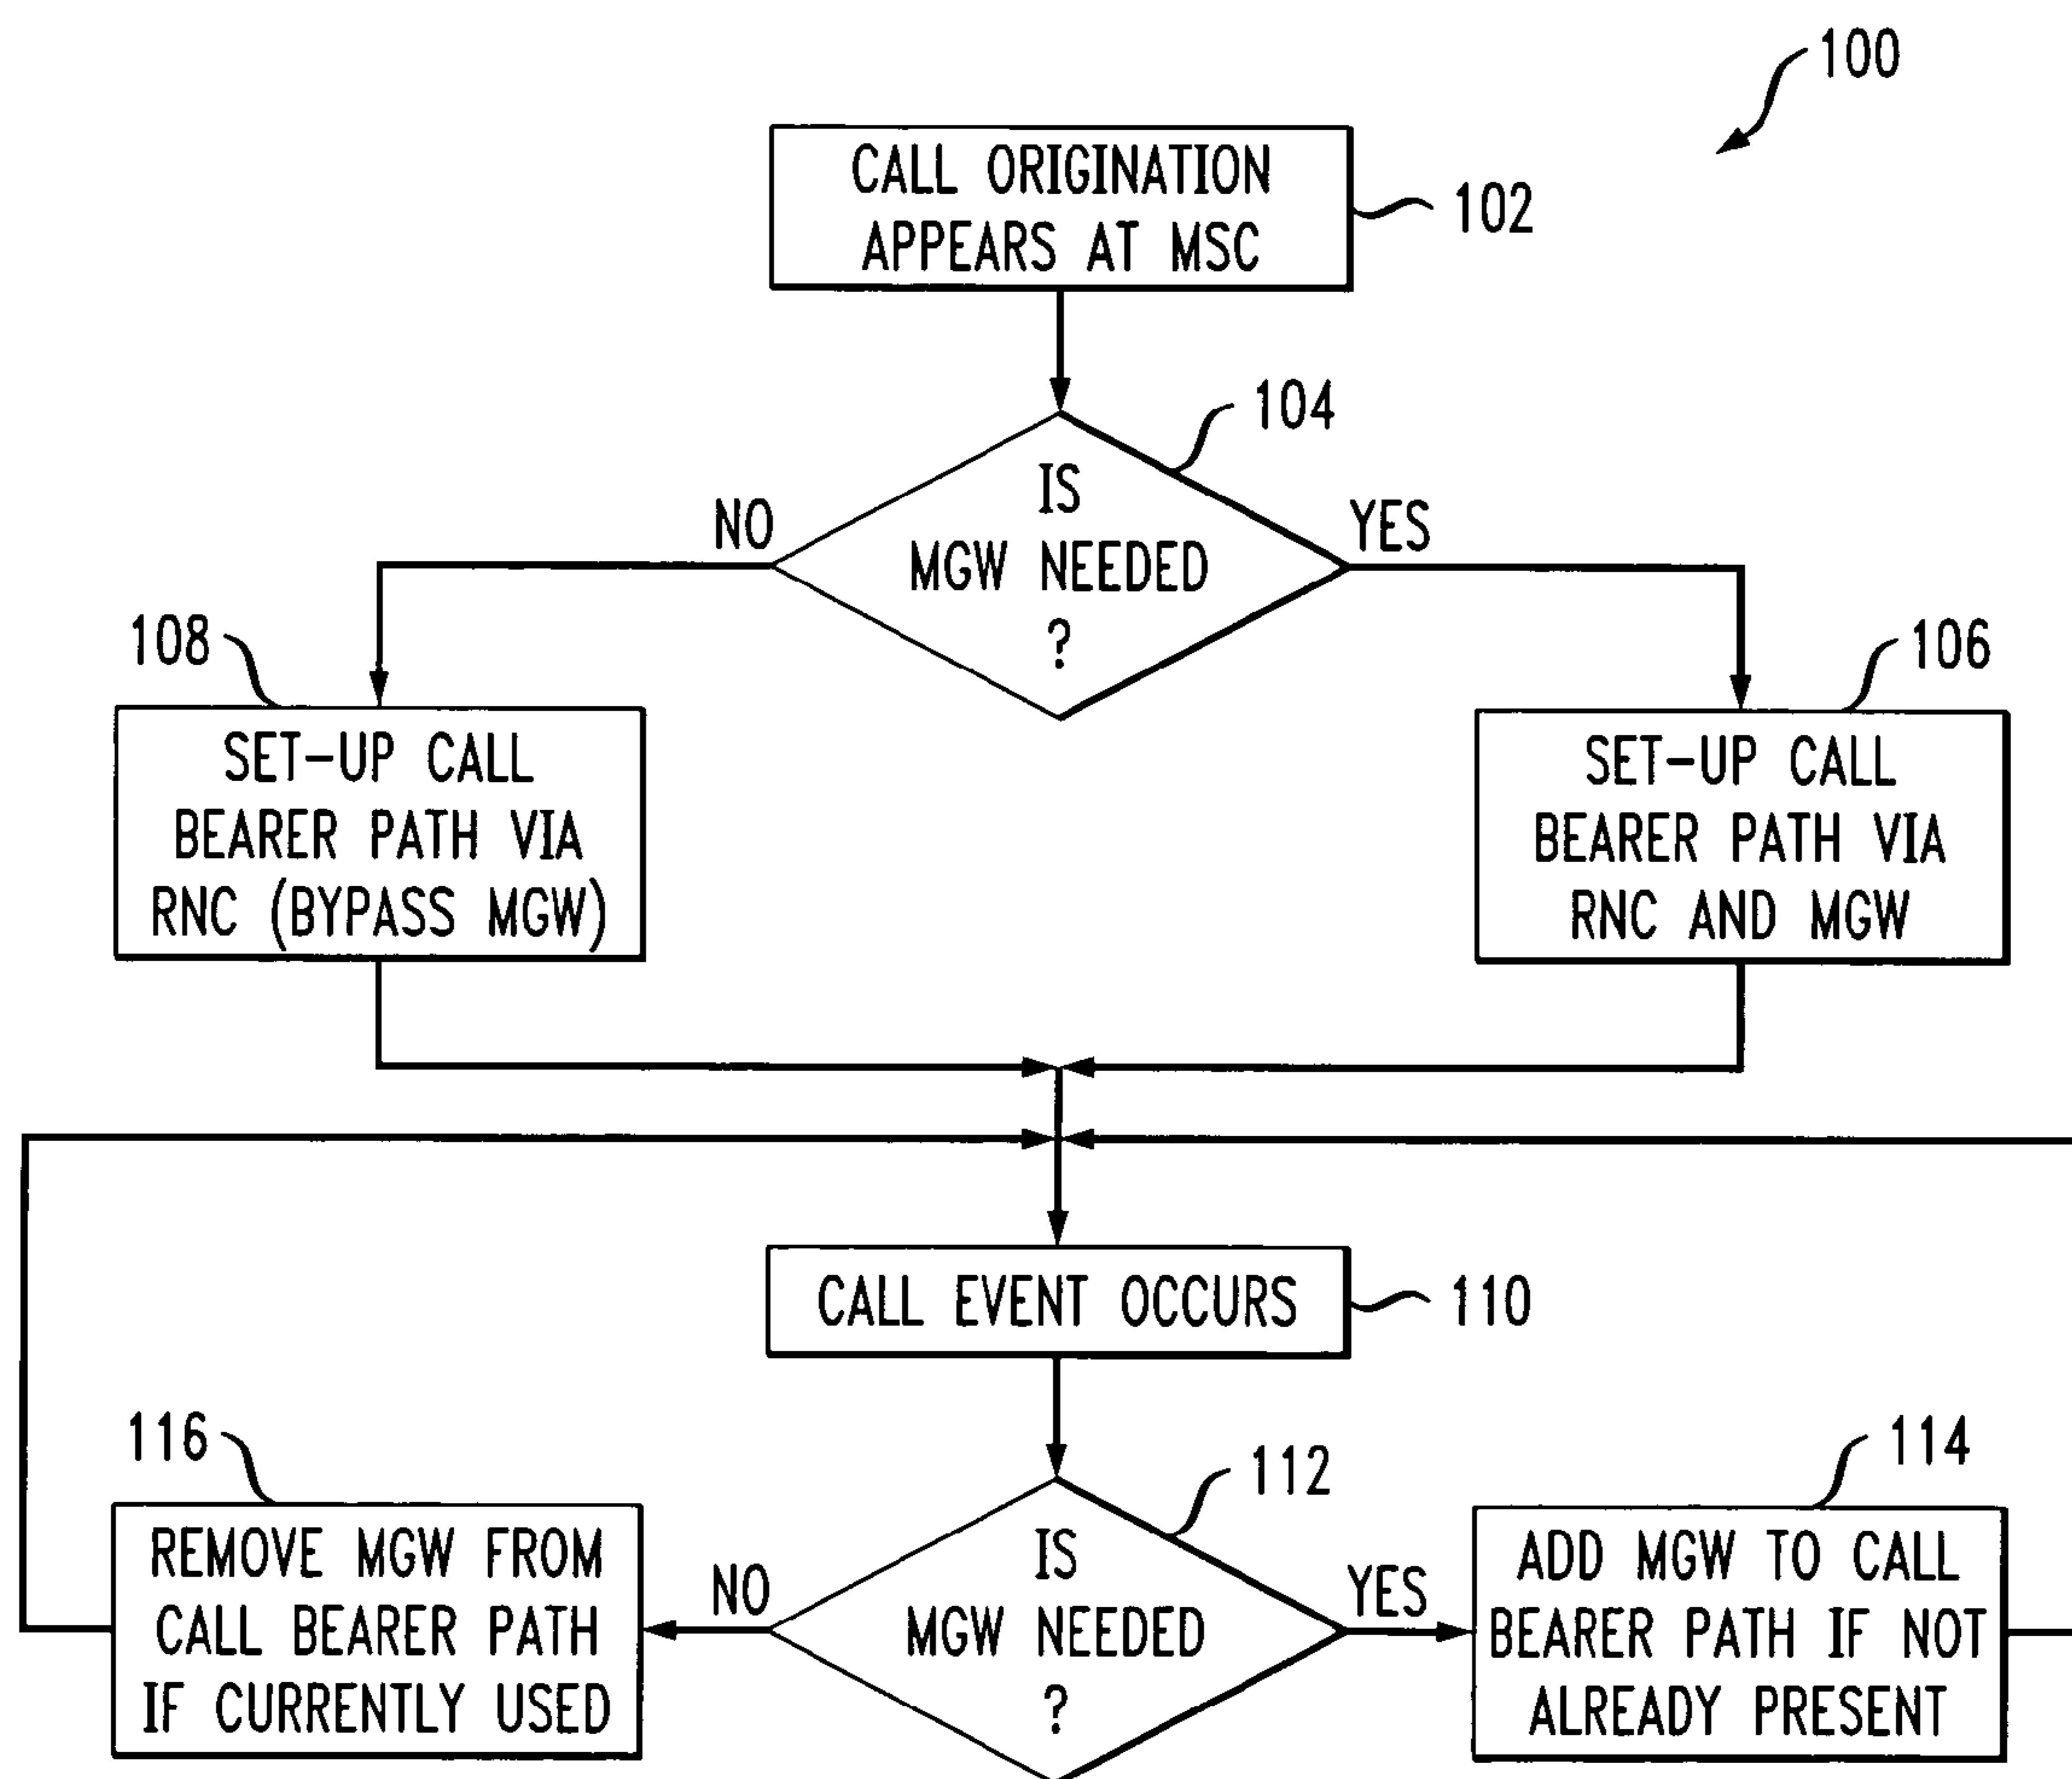 100
CALL ORIGINATION
APPEARS AT MSC
102
104
IS
MGW NEEDED
?
NO
YES
108
SET-UP CALL
BEARER PATH VIA
RNC (BYPASS MGW)
106
SET-UP CALL
BEARER PATH VIA
RNC AND MGW
CALL EVENT OCCURS
110
112
IS
MGW NEEDED
?
NO
YES
116
REMOVE MGW FROM
CALL BEARER PATH
IF CURRENTLY USED
114
ADD MGW TO CALL
BEARER PATH IF NOT
ALREADY PRESENT